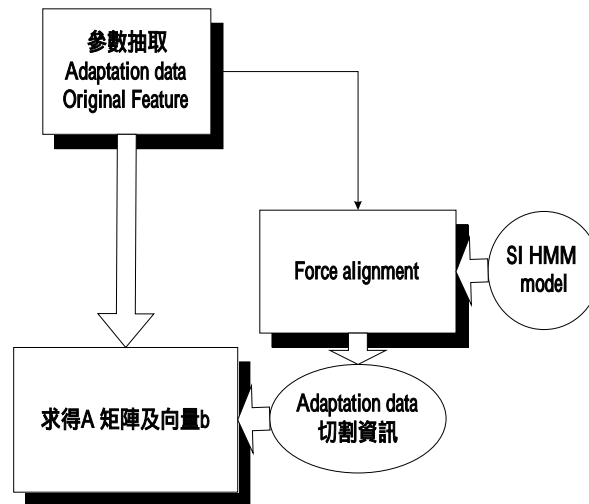 參數抽取
Adaptation data
Original Feature
Force alignment
SI HMM
model
Adaptation data
切割資訊
求得A 矩陣及向量b